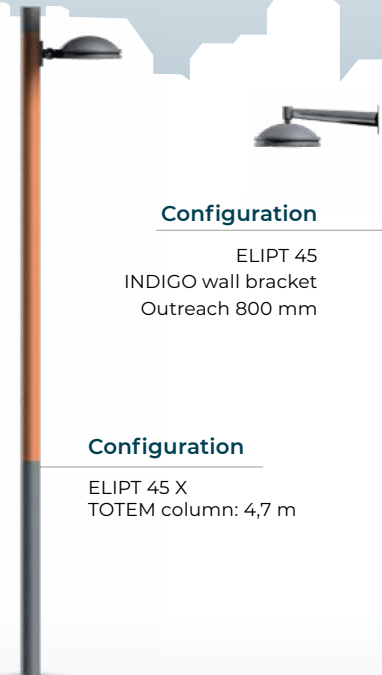 Configuration
ELIPT 45
INDIGO wall bracket
Outreach 800 mm
Configuration
ELIPT 45 X
TOTEM column: 4,7 m